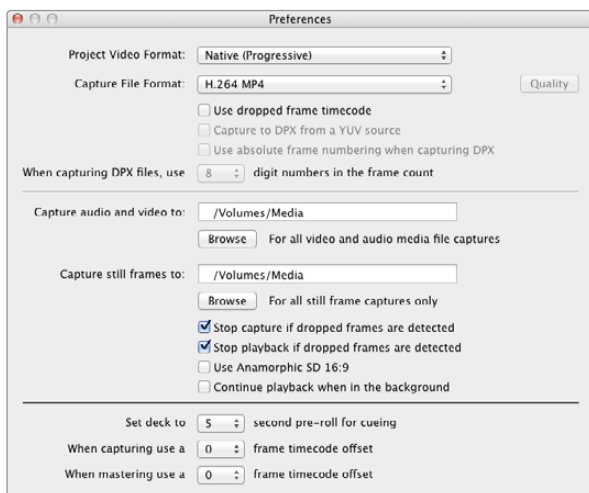 Preferences
Project Video Format: Native (Progressive)
Capture File Format: H.264 MP4 Quality
Use dropped frame timecode
Capture to DPX from a YUV source
Use absolute frame numbering when capturing DPX
When capturing DPX files, use 8 digit numbers in the frame count
Capture audio and video to: /Volumes/Media
Browse For all video and audio media file captures
Capture still frames to: /Volumes/Media
Browse For all still frame captures only
Stop capture if dropped frames are detected
Stop playback if dropped frames are detected
Use Anamorphic SD 16:9
Continue playback when in the background
Set deck to 5 second pre-roll for cueing
When capturing use a 0 frame timecode offset
When mastering use a 0 frame timecode offset